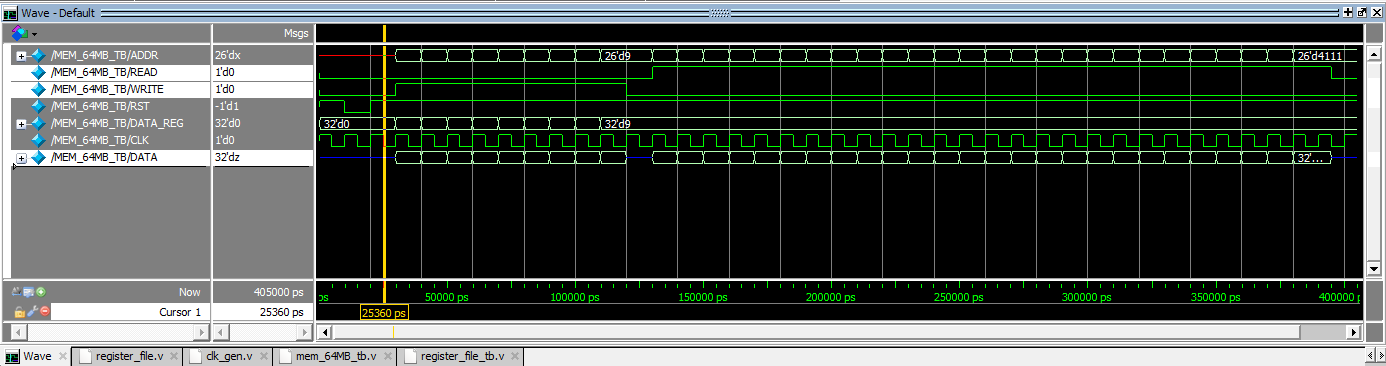 Wave - Default
Msgs
/MEM_64MB_TB/ADDR 26'dx 26'd9 26'd4111
/MEM_64MB_TB/READ 1'd0
/MEM_64MB_TB/WRITE 1'd0
/MEM_64MB_TB/RST -1'd1
/MEM_64MB_TB/DATA_REG 32'd0 32'd0 32'd9
/MEM_64MB_TB/CLK 1'd0
/MEM_64MB_TB/DATA 32'dz 32'...
Now 405000 ps ps 50000 ps 100000 ps 150000 ps 200000 ps 250000 ps 300000 ps 350000 ps 400000 p
Cursor 1 25360 ps 25360 ps
Wave register_file.v clk_gen.v mem_64MB_tb.v register_file_tb.v